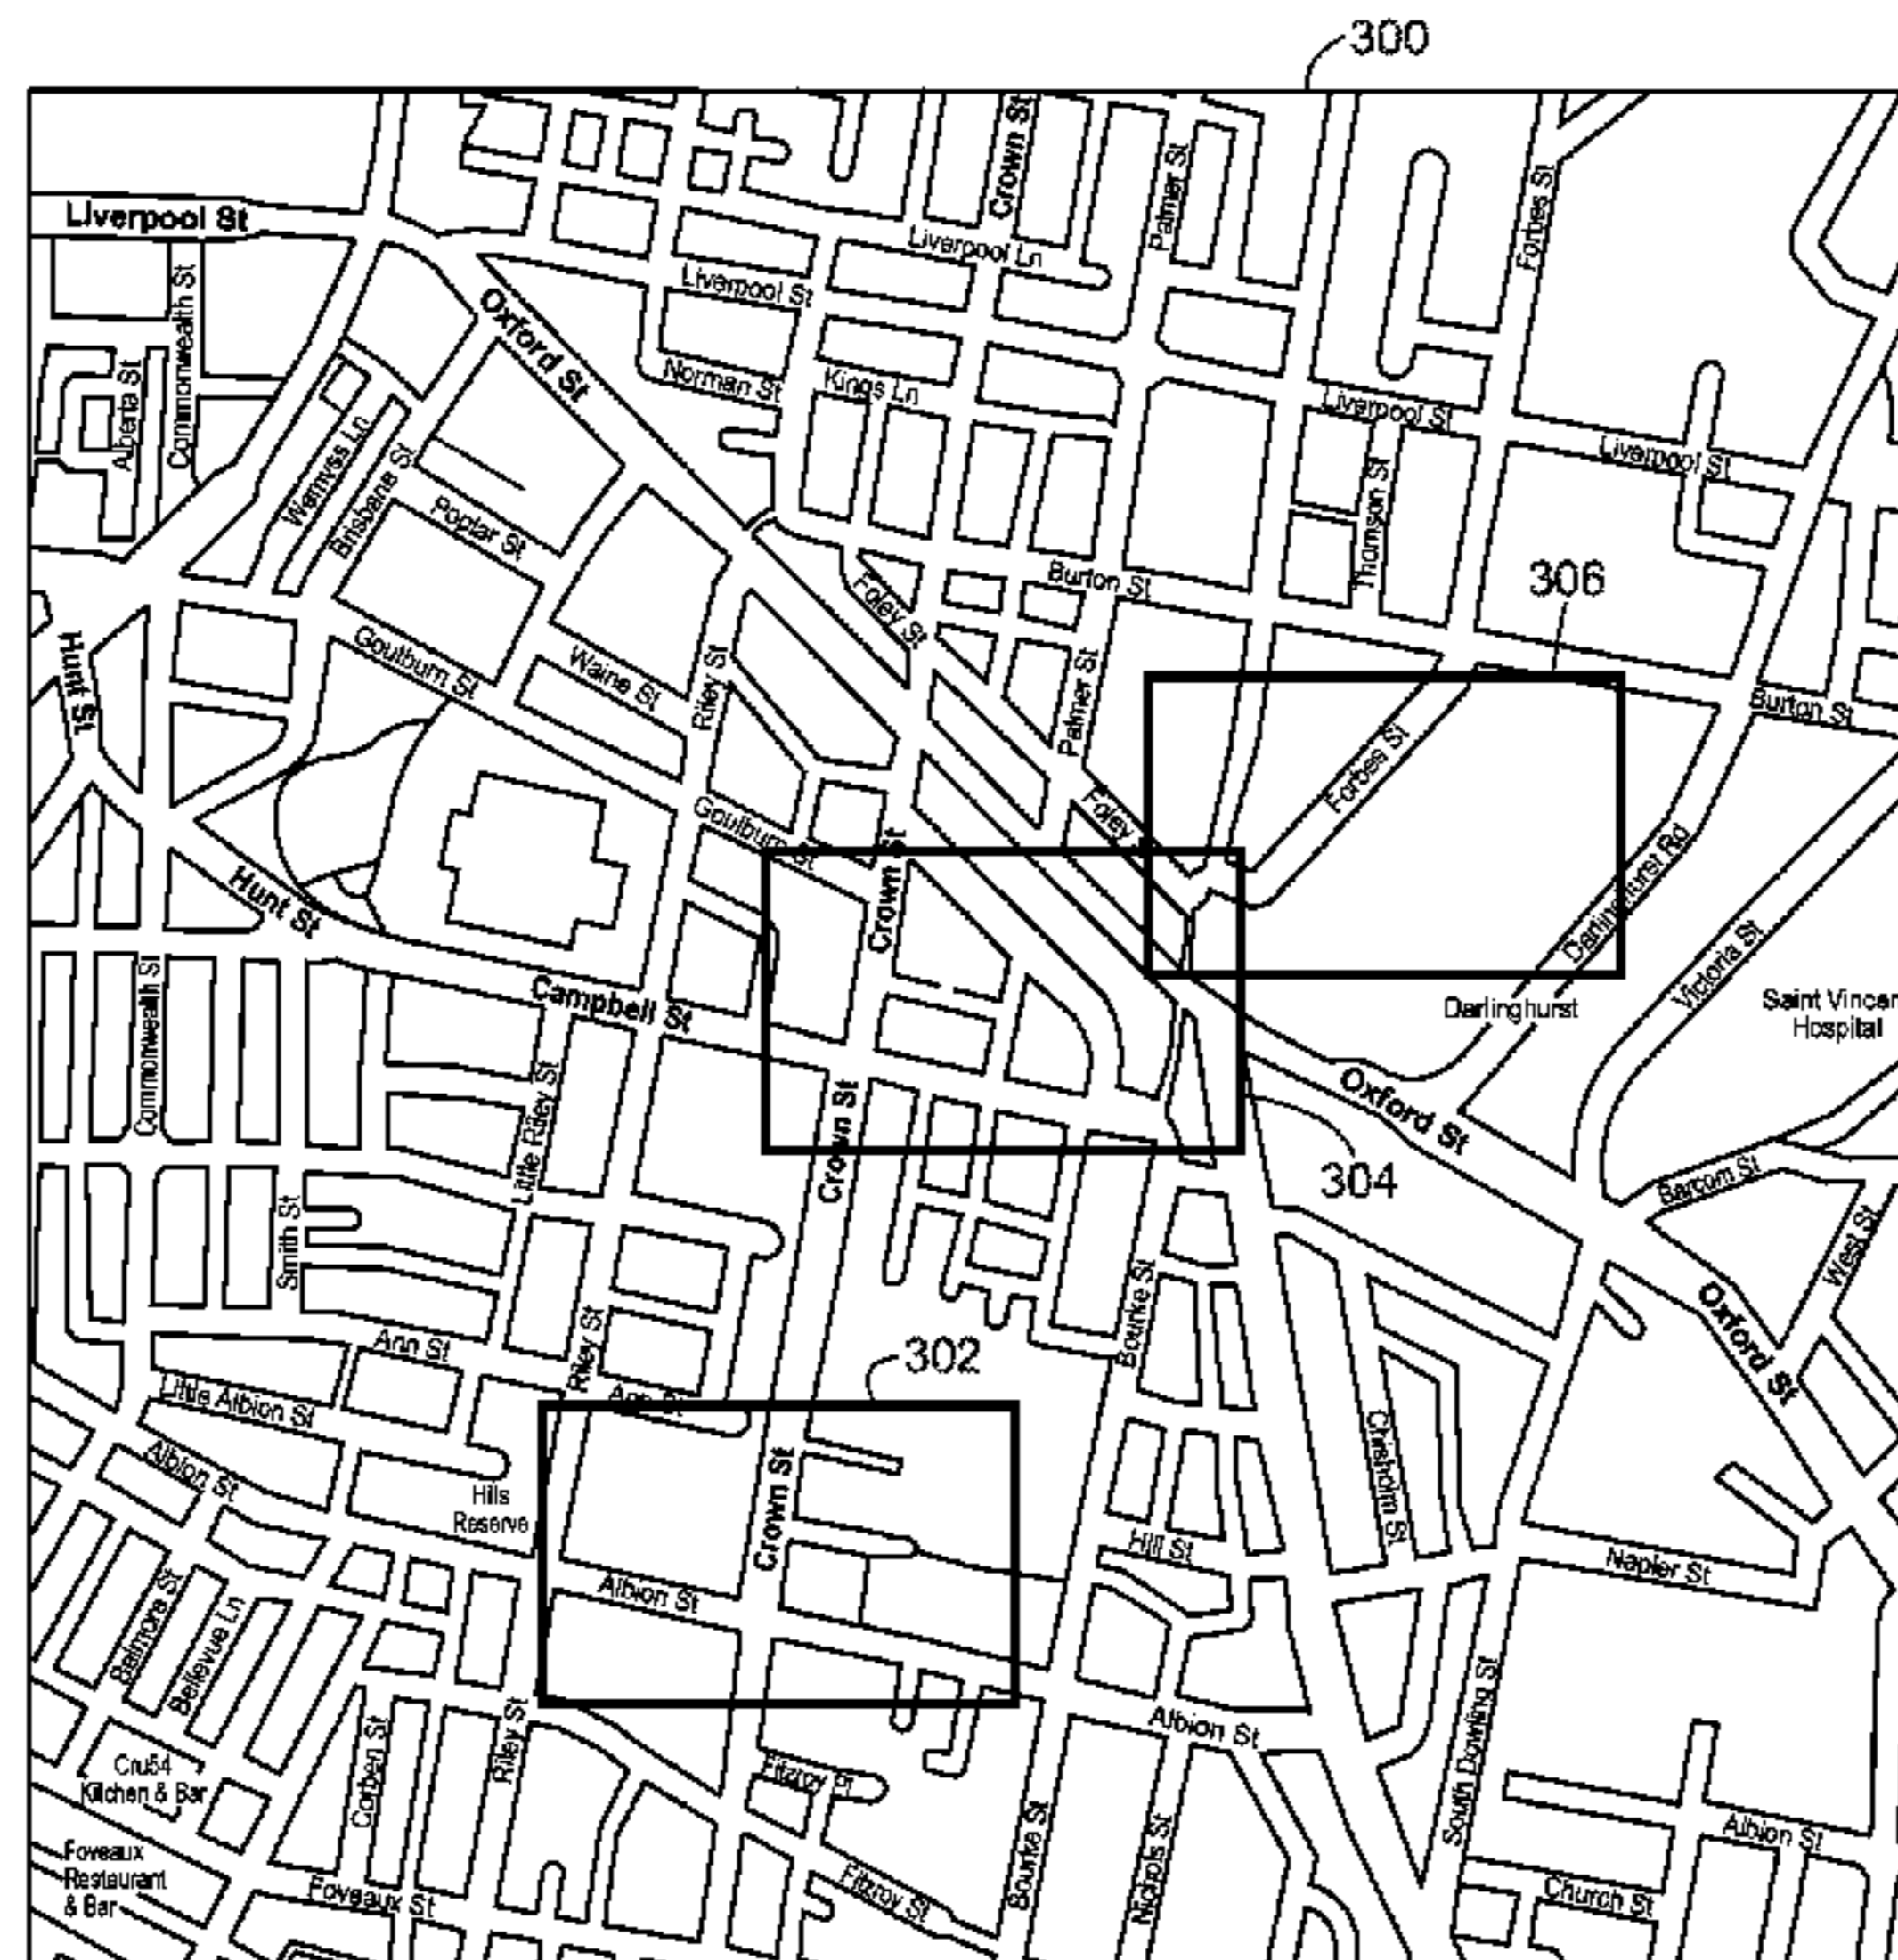 300
Crown St
Palmer St
Forbes St
Liverpool St
Liverpool Ln
Commonwealth St
Liverpool St
Oxford St
Alberta St
Norman St
Kings Ln
Liverpool St
Liverpool St
Wemyss Ln
Brisbane St
Poplar St
Thomson St
306
Burton St
Foley St
Hunt St
Goulburn St
Waine St
Riley St
Palmer St
Burton St
Forbes St
Foley
Goulburn St
Crown St
Darlinghurst Rd
Hunt St
Victoria St
Commonwealth St
Campbell St
Darlinghurst
Saint Vincen
Hospital
Oxford St
Little Riley St
Crown St
304
Barcom St
West St
Smith St
Bourke St
Oxford St
Ann St
Riley St
302
Ann St
Little Albion St
Albion St
Crown St
Chisholm St
Hills
Reserve
Hill St
Napier St
Albion St
Belmore St
Bellevue Ln
South Dowling St
Albion St
Corben St
Riley St
Cru54
Kitchen & Bar
Fitzroy Pl
Albion St
Bourke St
Nichols St
Foveaux
Restaurant
& Bar
Foveaux St
Fitzroy St
Church St